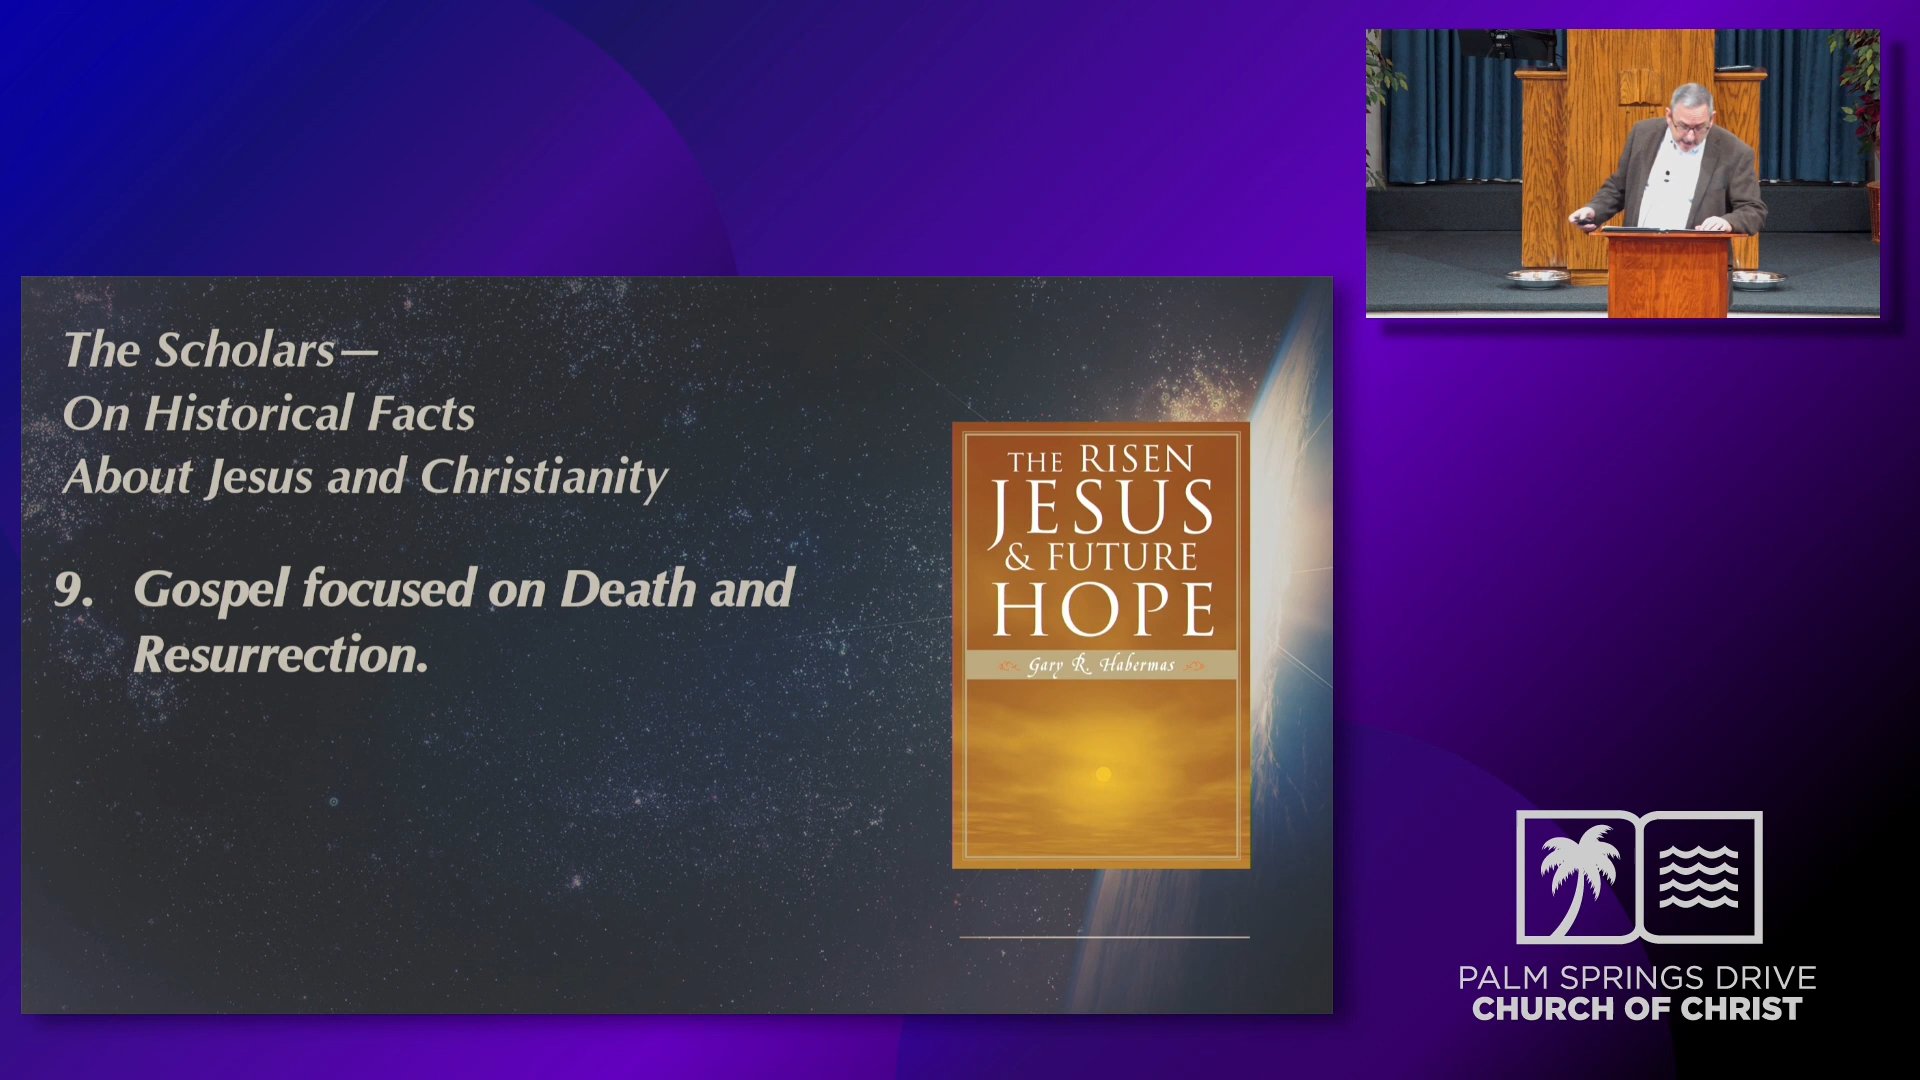 The Scholars—
On Historical Facts
About Jesus and Christianity
9. Gospel focused on Death and
Resurrection.
THE RISEN
JESUS
& FUTURE
HOPE
Gary R. Habermas
PALM SPRINGS DRIVE
CHURCH OF CHRIST